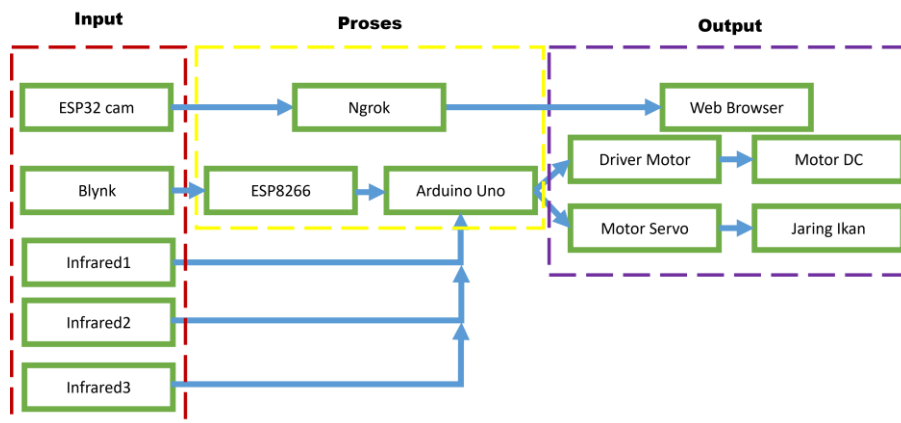 Input
Proses
Output
ESP32 cam
Ngrok
Web Browser
Driver Motor
Motor DC
Blynk
ESP8266
Arduino Uno
Motor Servo
Jaring Ikan
Infrared1
Infrared2
Infrared3